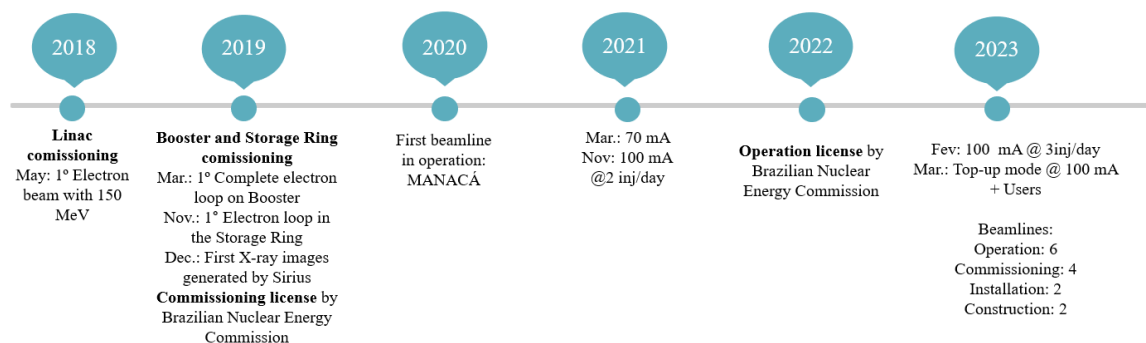 2018
Linac
comissioning
May: 1º Electron
beam with 150
MeV
2019
Booster and Storage Ring
comissioning
Mar.: 1º Complete electron
loop on Booster
Nov.: 1° Electron loop in
the Storage Ring
Dec.: First X-ray images
generated by Sirius
Commissioning license by
Brazilian Nuclear Energy
Commission
2020
First beamline
in operation:
MANACÁ
2021
Mar.: 70 mA
Nov: 100 mA
@2 inj/day
2022
Operation license by
Brazilian Nuclear
Energy Commission
2023
Fev: 100 mA @ 3inj/day
Mar.: Top-up mode @ 100 mA
+ Users
Beamlines:
Operation: 6
Commissioning: 4
Installation: 2
Construction: 2